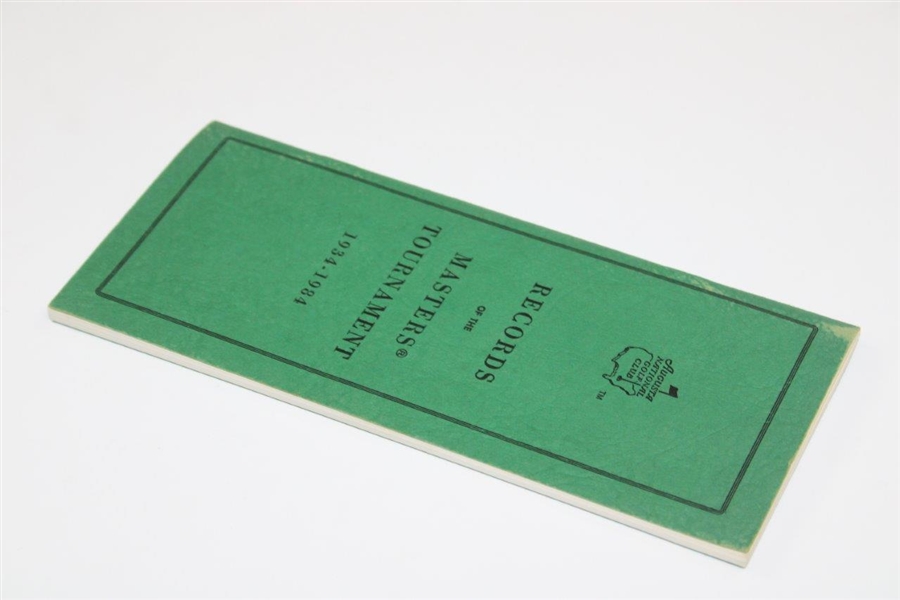 Augusta
NATIONAL
GOLF
CLUB
TM
RECORDS
OF THE
MASTERS®
TOURNAMENT
1934-1984